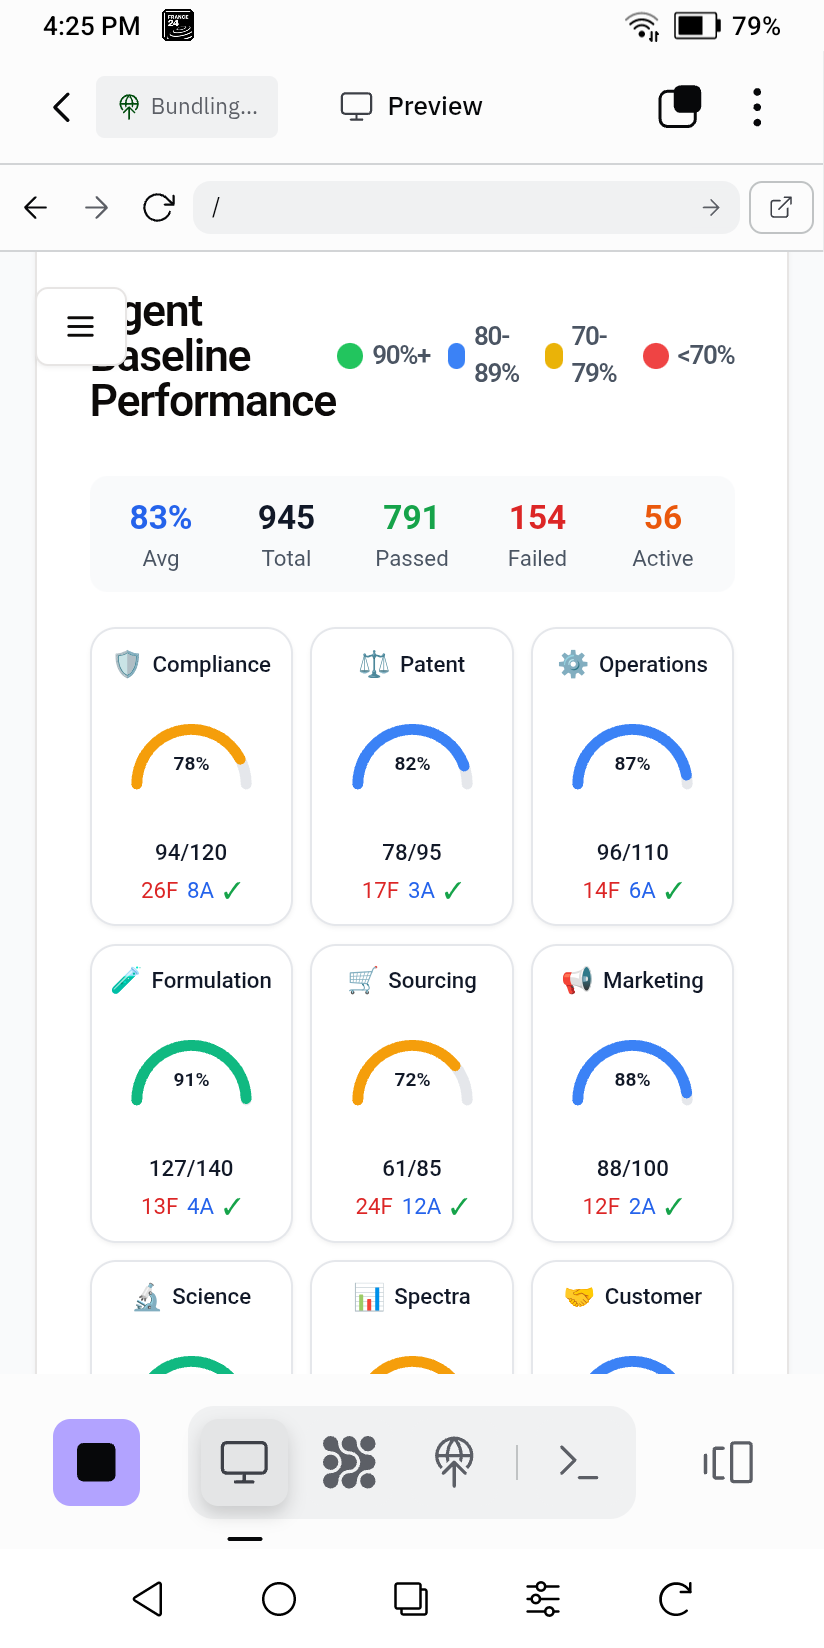 4:25 PM FRANCE 24 79%
Bundling... Preview
/
gent
Baseline
Performance
90%+
80-
89%
70-
79%
<70%
83% 945 791 154 56
Avg Total Passed Failed Active
Compliance Patent Operations
78% 82% 87%
94/120 78/95 96/110
26F 8A ✓ 17F 3A ✓ 14F 6A ✓
Formulation Sourcing Marketing
91% 72% 88%
127/140 61/85 88/100
13F 4A ✓ 24F 12A ✓ 12F 2A ✓
Science Spectra Customer